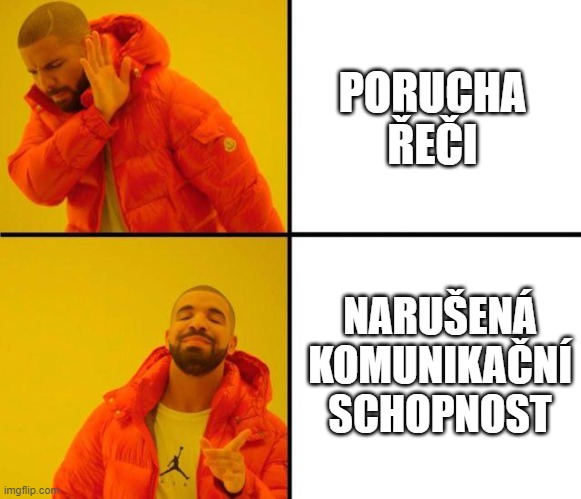 PORUCHA
ŘEČI
NARUŠENÁ
KOMUNIKAČNÍ
SCHOPNOST
imgflip.com